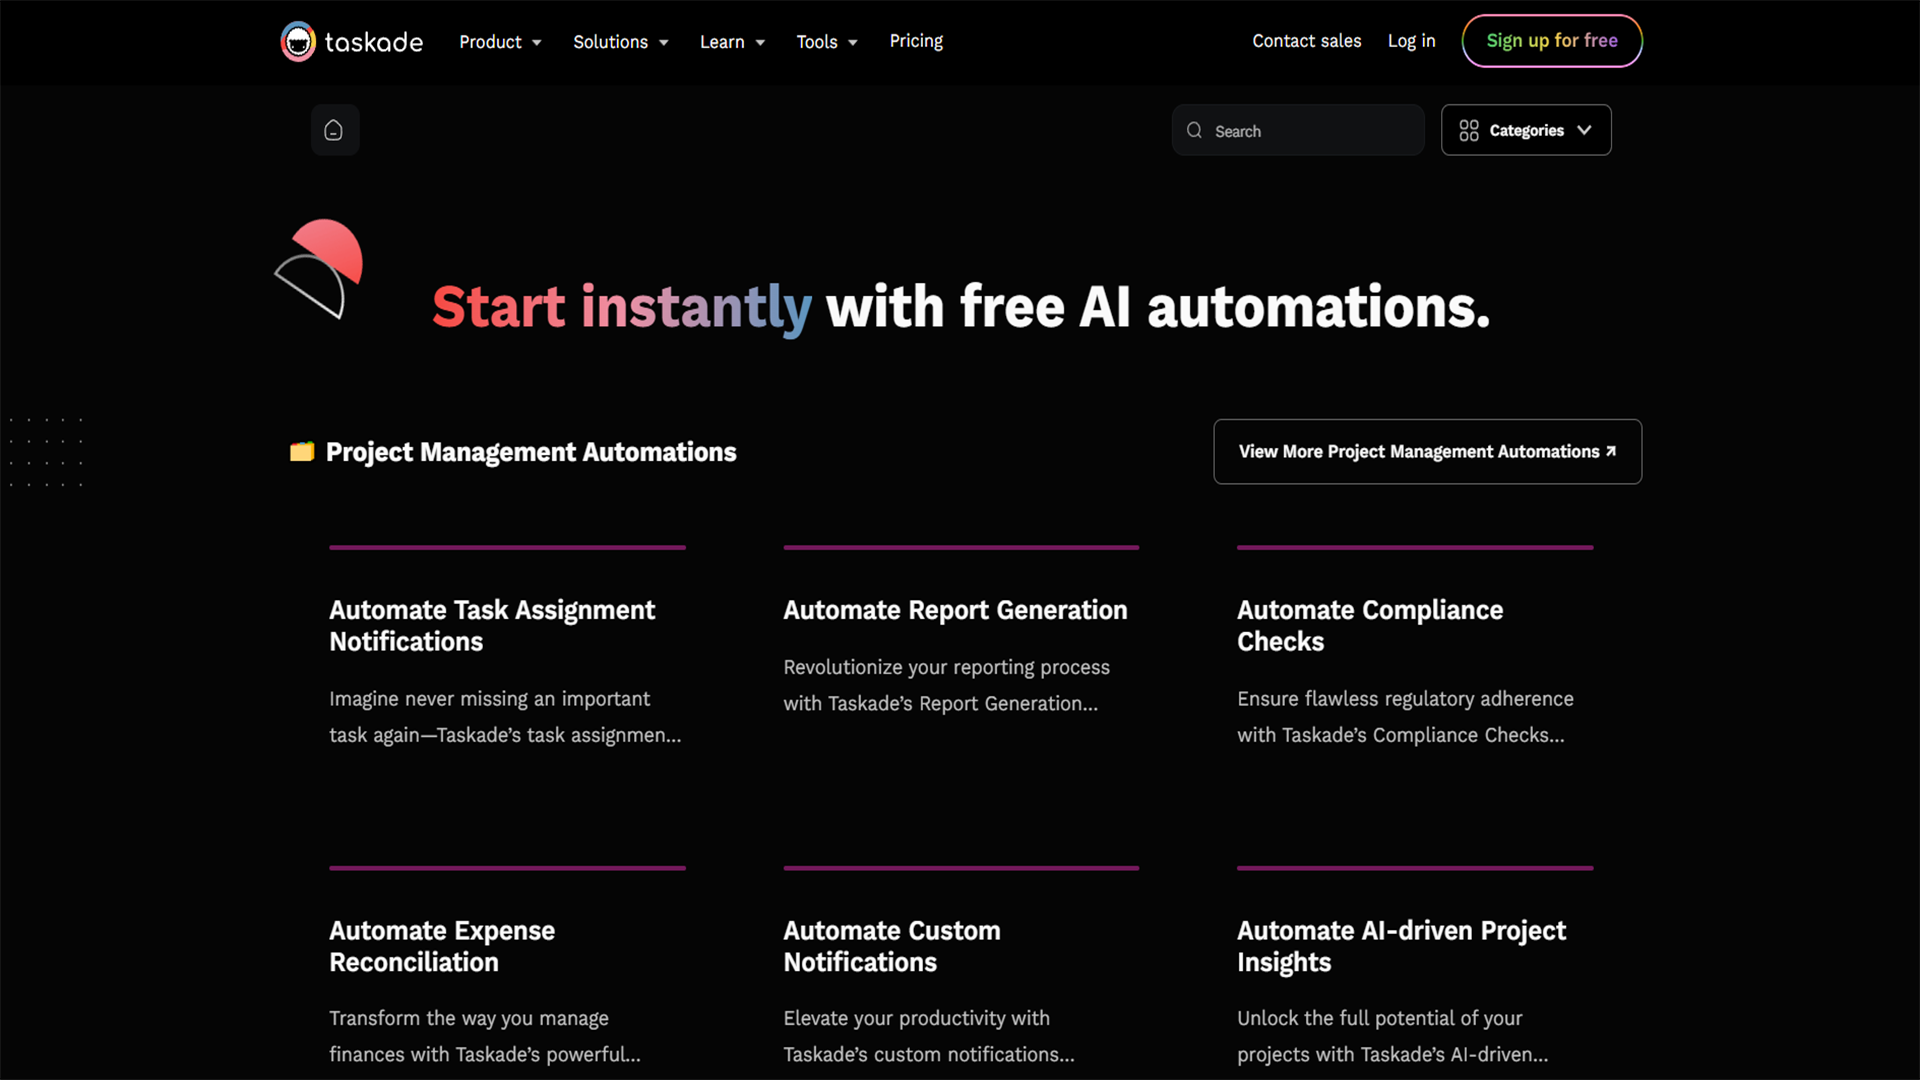 taskade Product Solutions Learn Tools Pricing Contact sales Log in Sign up for free
Search Categories
Start instantly with free AI automations.
Project Management Automations
View More Project Management Automations
Automate Task Assignment
Notifications
Imagine never missing an important
task again—Taskade’s task assignmen...
Automate Report Generation
Revolutionize your reporting process
with Taskade’s Report Generation...
Automate Compliance
Checks
Ensure flawless regulatory adherence
with Taskade’s Compliance Checks...
Automate Expense
Reconciliation
Transform the way you manage
finances with Taskade’s powerful...
Automate Custom
Notifications
Elevate your productivity with
Taskade’s custom notifications...
Automate AI-driven Project
Insights
Unlock the full potential of your
projects with Taskade’s AI-driven...